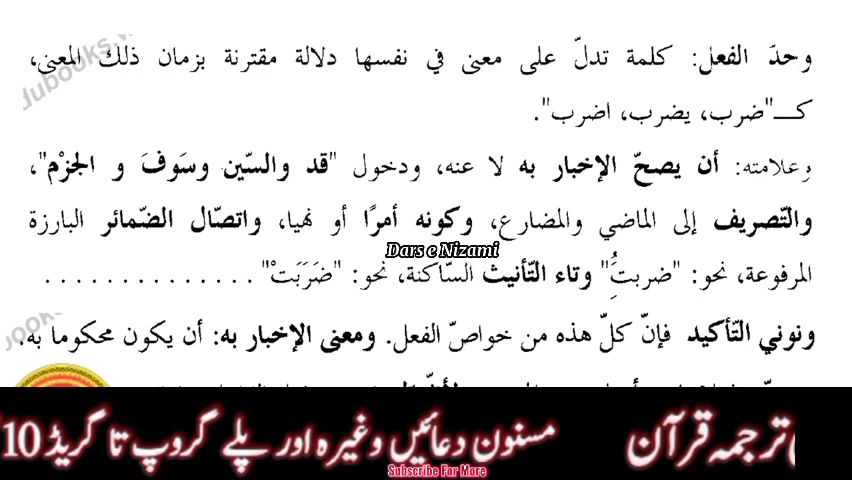 وحدّ الفعل: كلمة تدلّ على معنى في نفسها دلالة مقترنة بزمان ذلك المعنى،
كـ"ضرب، يضرب، اضرب".
وعلامته: أن يصحّ الإخبار به لا عنه، ودخول "قد والسّين وسَوفَ و الجزْم"،
والتّصريف إلى الماضي والمضارع، وكونه أمرًا أو نهيا، واتصّال الضّمائر البارزة
Dars e Nizami
المرفوعة، نحو: "ضربتُ" وتاء التّأنيث السّاكنة، نحو: "ضَرَبَتْ" . . . . . . . . . . . . . .
ونوني التّأكيد فإنّ كلّ هذه من خواصّ الفعل. ومعنى الإخبار به: أن يكون محكوما به.
ترجمہ قرآن مسنون دعائیں وغیرہ اور پلے گروپ تا گریڈ 10
Subscribe For More